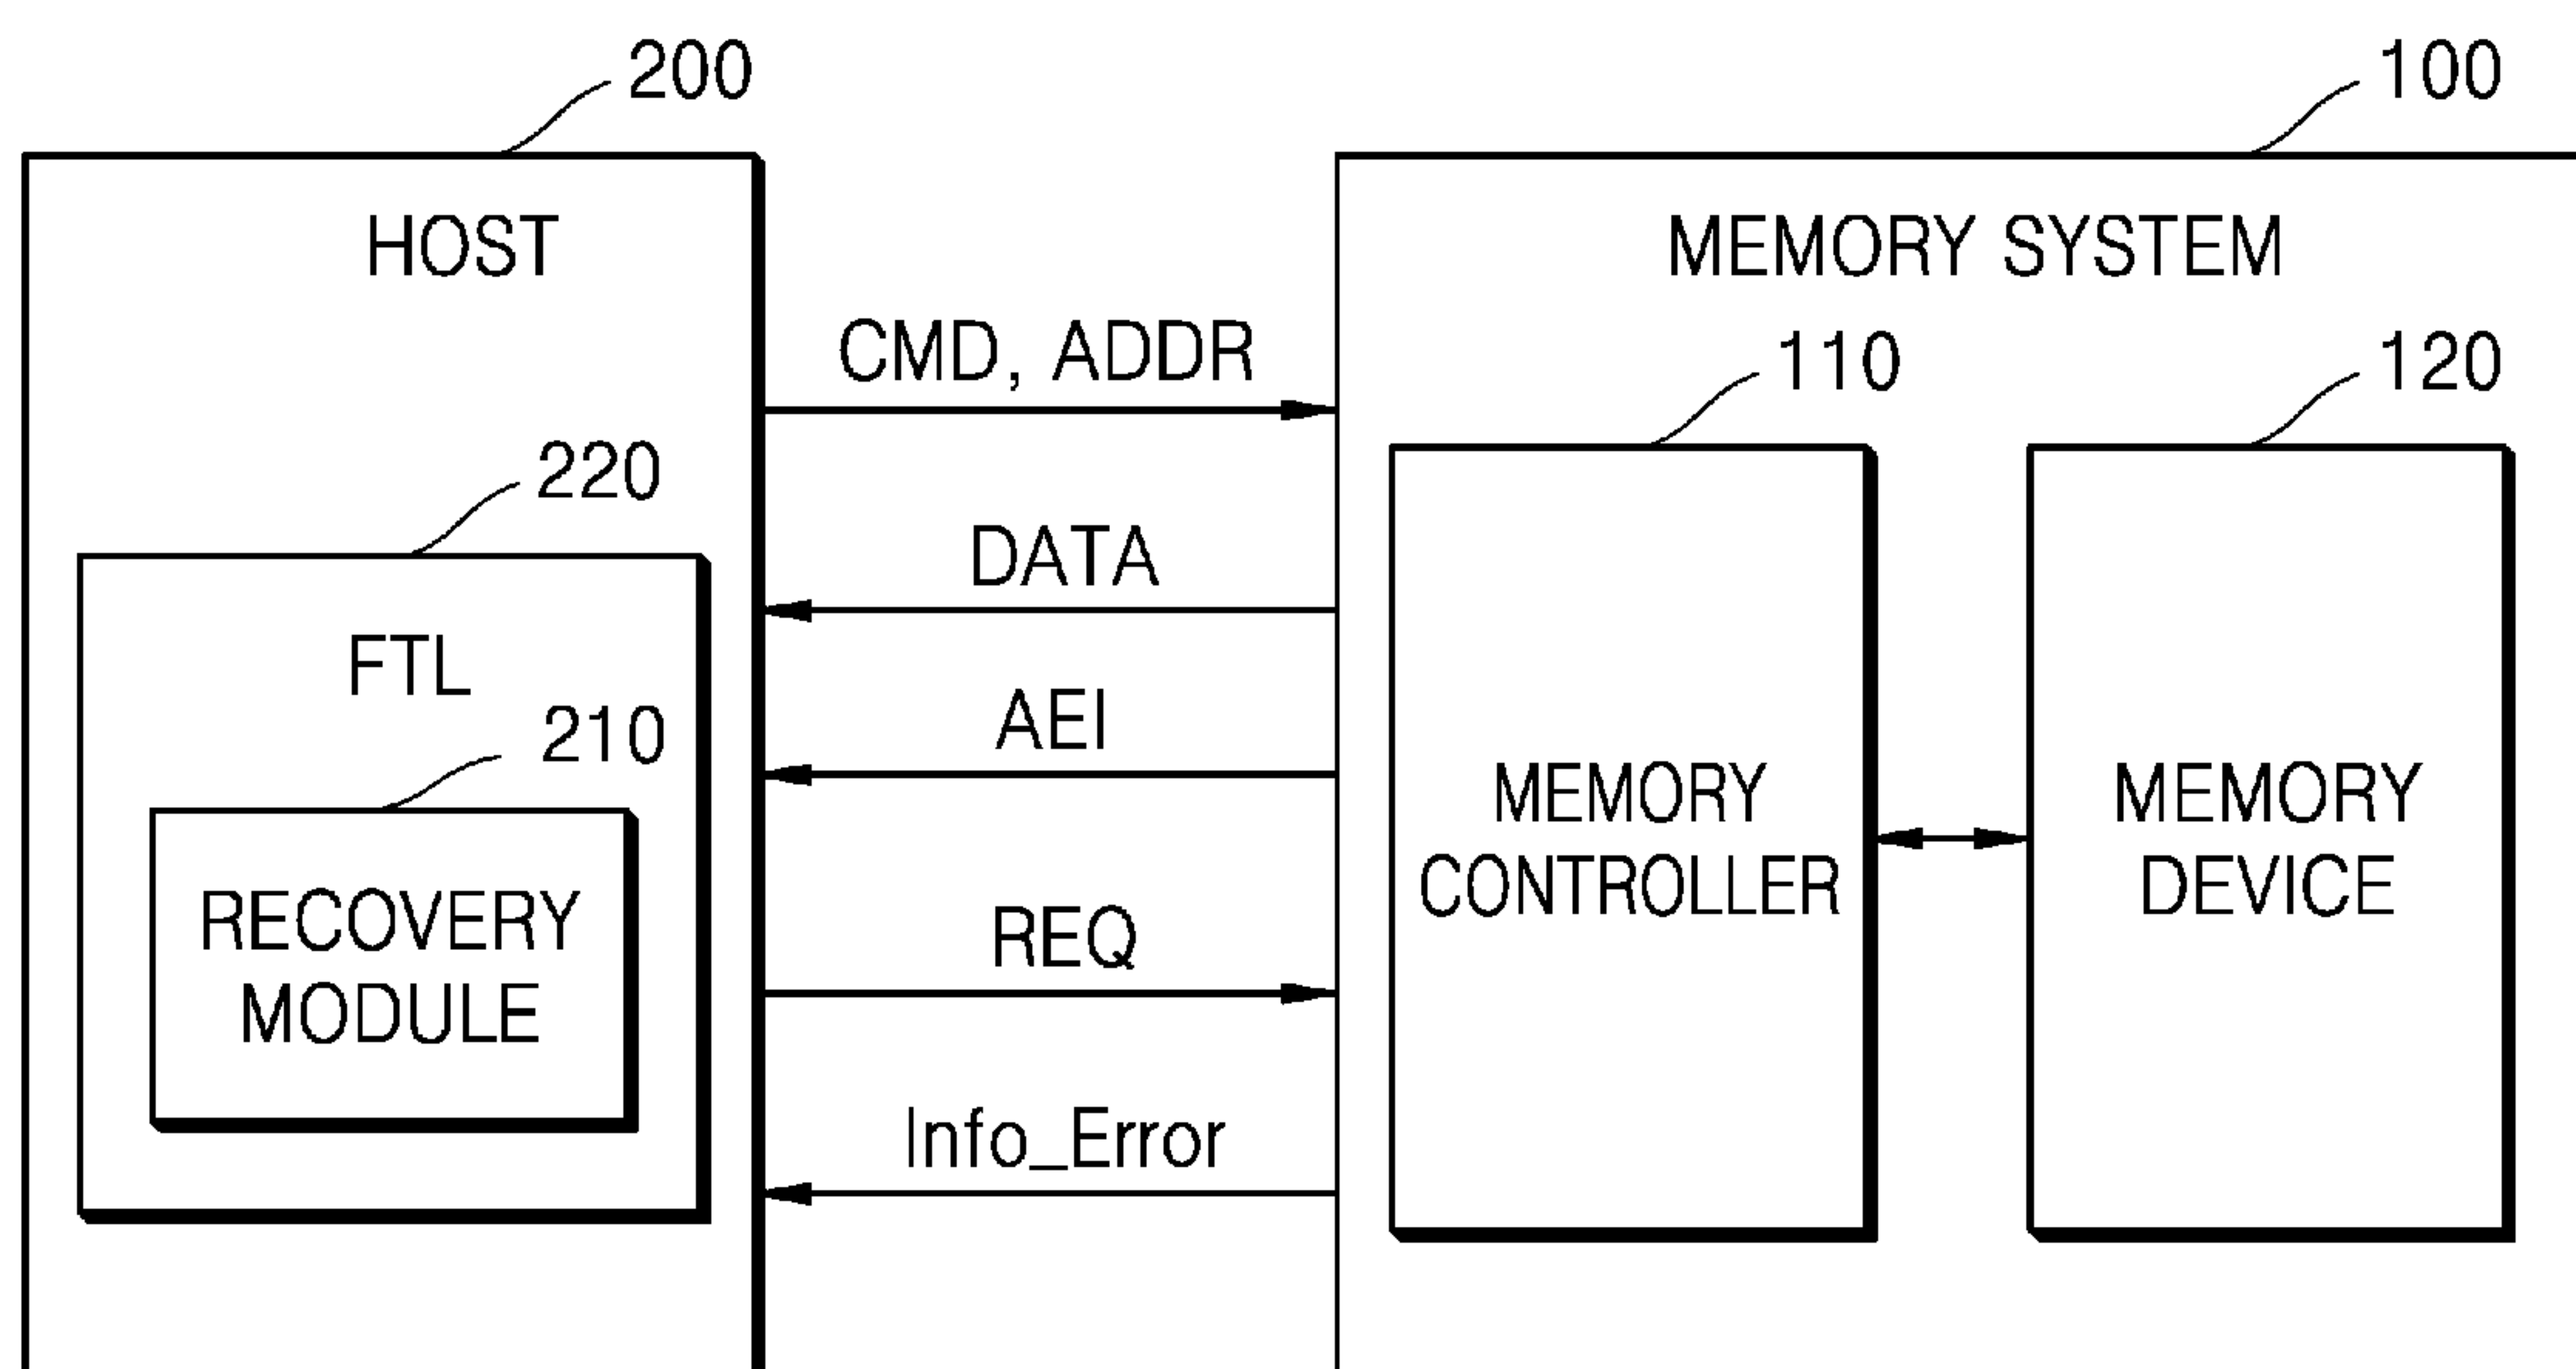 200
100
HOST
MEMORY SYSTEM
CMD, ADDR
110
120
220
DATA
FTL
AEI
210
MEMORY
CONTROLLER
MEMORY
DEVICE
RECOVERY
MODULE
REQ
Info_Error